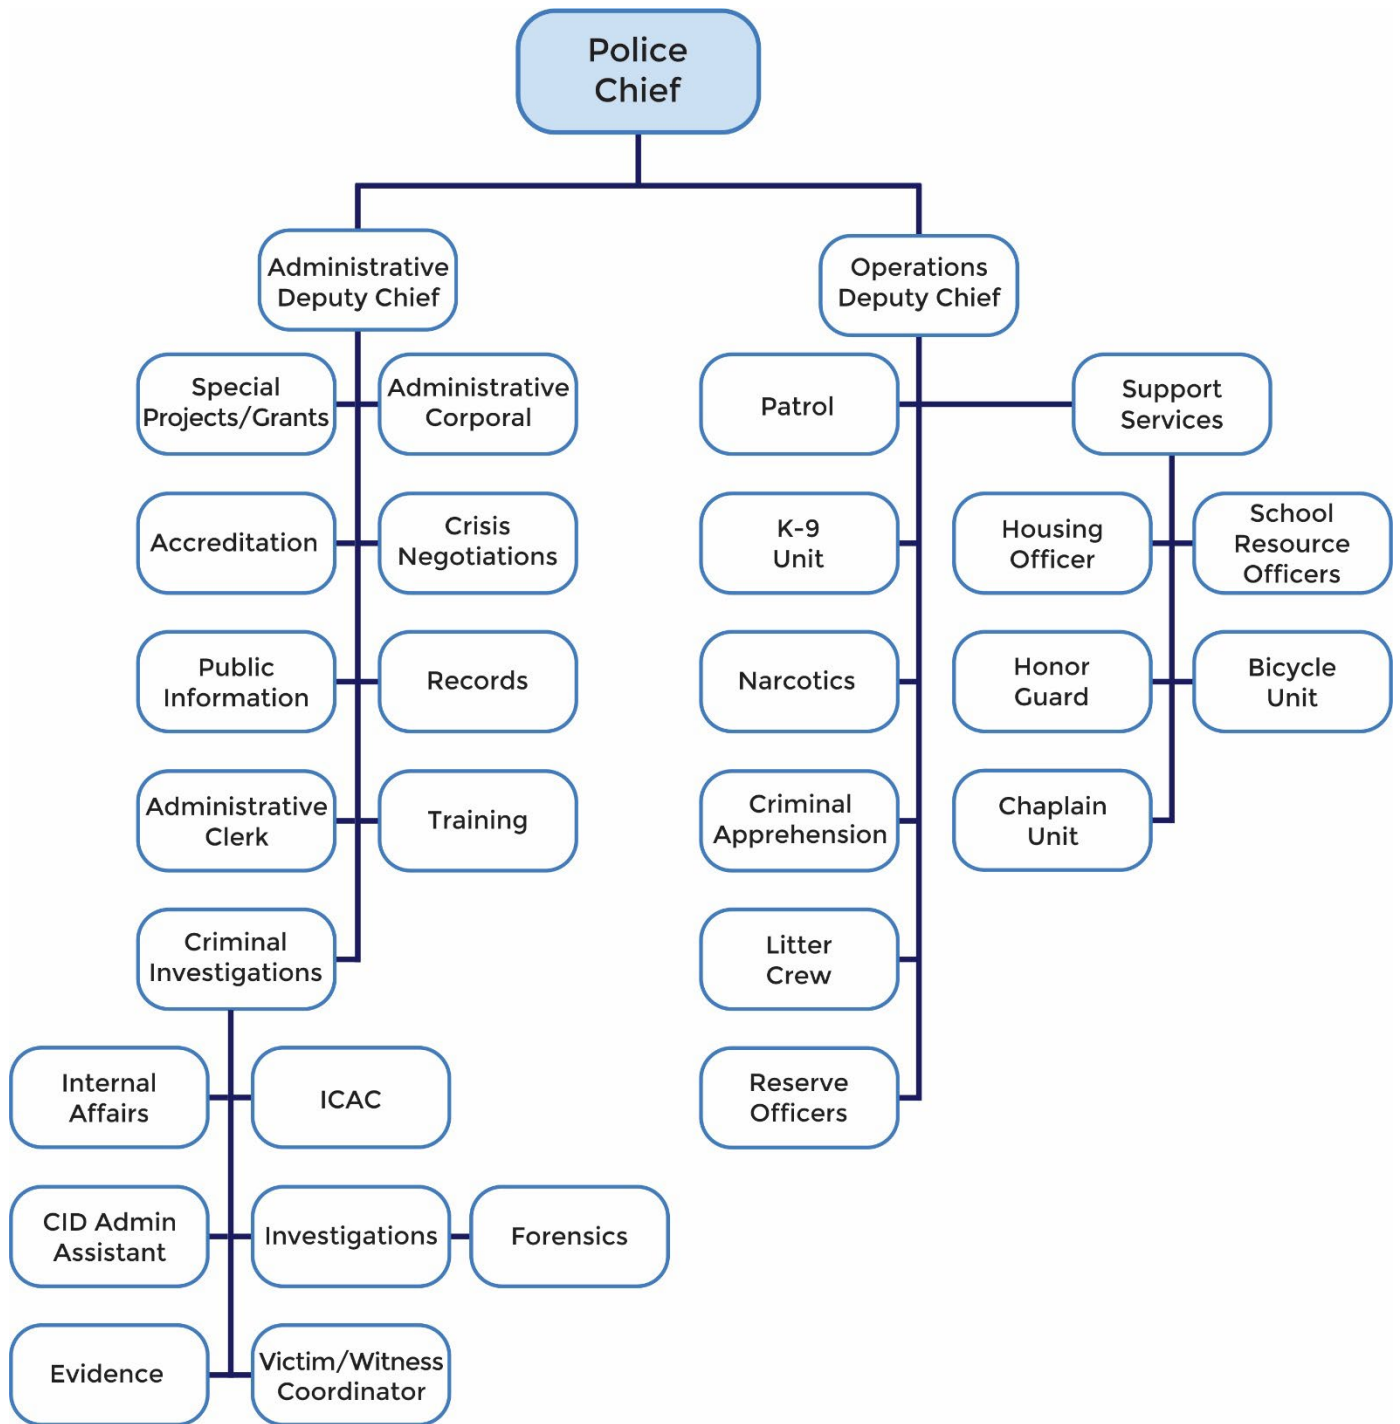 Police
Chief
Administrative
Deputy Chief
Operations
Deputy Chief
Special
Projects/Grants
Administrative
Corporal
Patrol
Support
Services
Accreditation
Crisis
Negotiations
K-9
Unit
Housing
Officer
School
Resource
Officers
Public
Information
Records
Narcotics
Honor
Guard
Bicycle
Unit
Administrative
Clerk
Training
Criminal
Apprehension
Chaplain
Unit
Criminal
Investigations
Litter
Crew
Internal
Affairs
ICAC
Reserve
Officers
CID Admin
Assistant
Investigations
Forensics
Evidence
Victim/Witness
Coordinator